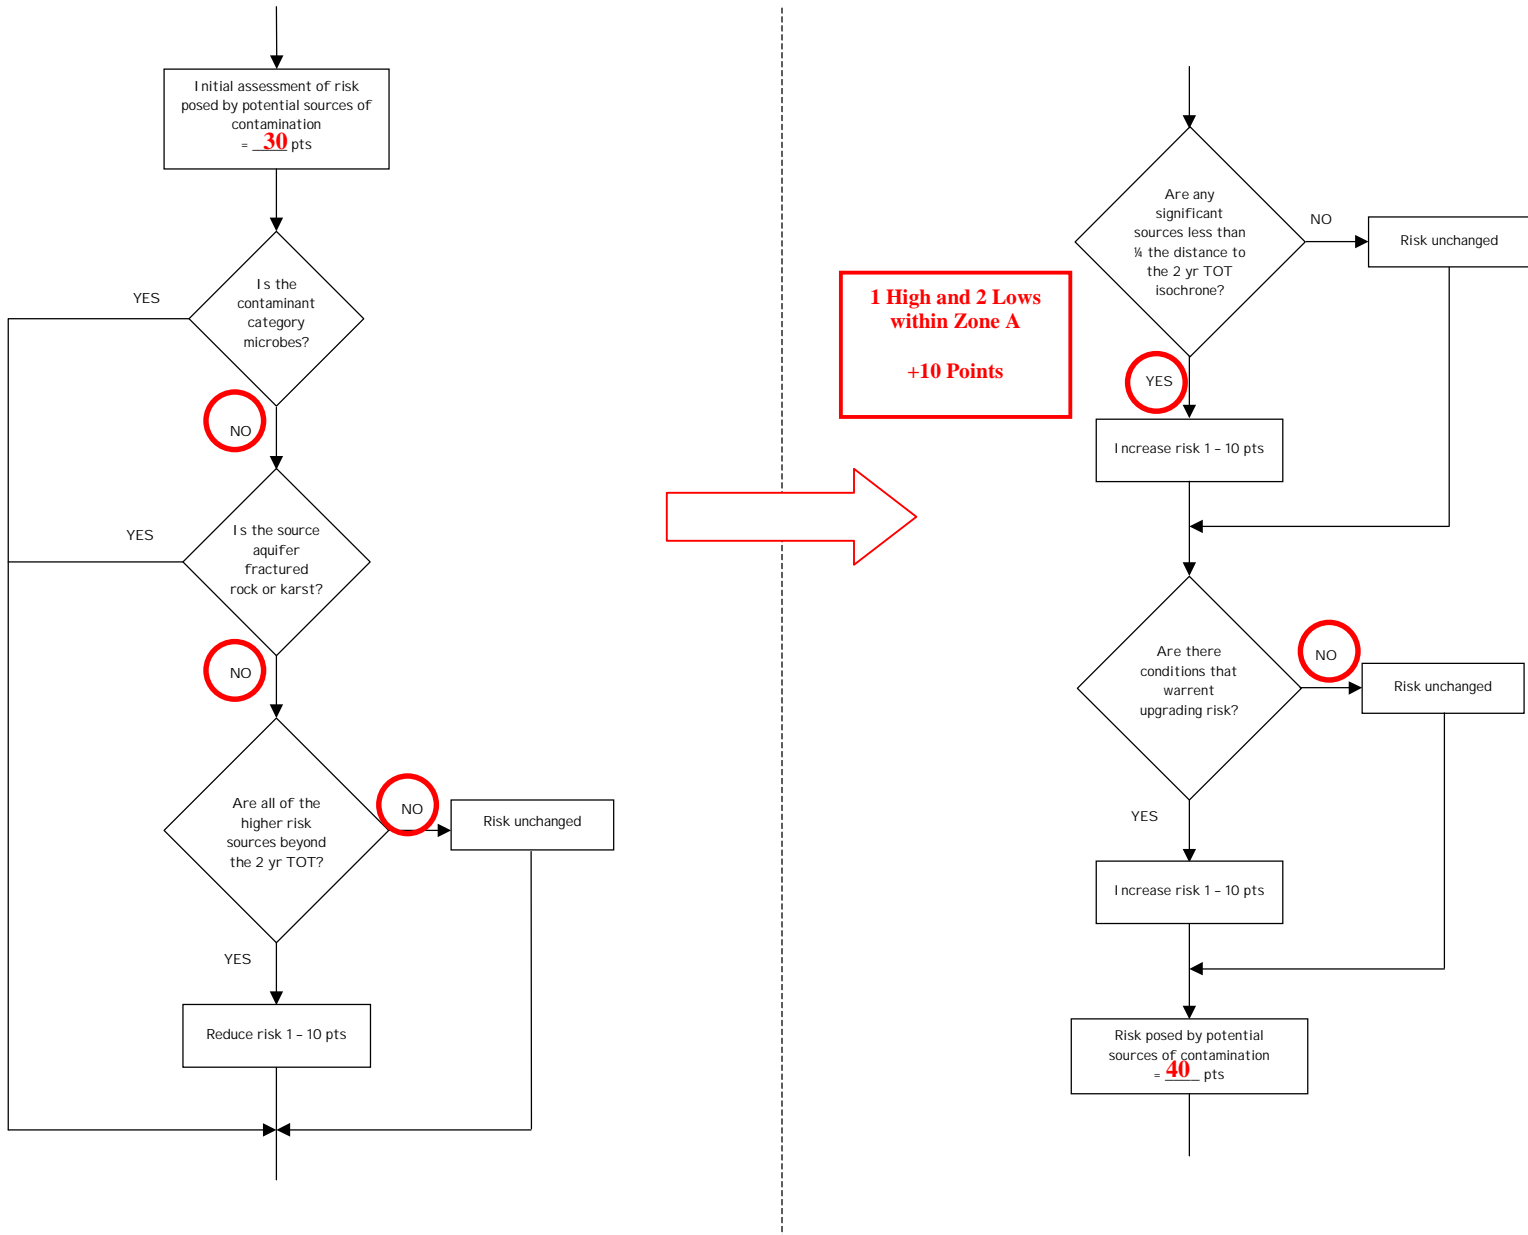 Initial assessment of risk
posed by potential sources of
contamination
= 30 pts
Is the
contaminant
category
microbes?
YES
NO
Is the source
aquifer
fractured
rock or karst?
YES
NO
Are all of the
higher risk
sources beyond
the 2 yr TOT?
NO
Risk unchanged
YES
Reduce risk 1 – 10 pts
Are any
significant
sources less than
¼ the distance to
the 2 yr TOT
isochrone?
NO
Risk unchanged
1 High and 2 Lows
within Zone A
+10 Points
YES
Increase risk 1 – 10 pts
Are there
conditions that
warrent
upgrading risk?
NO
Risk unchanged
YES
Increase risk 1 – 10 pts
Risk posed by potential
sources of contamination
= 40 pts